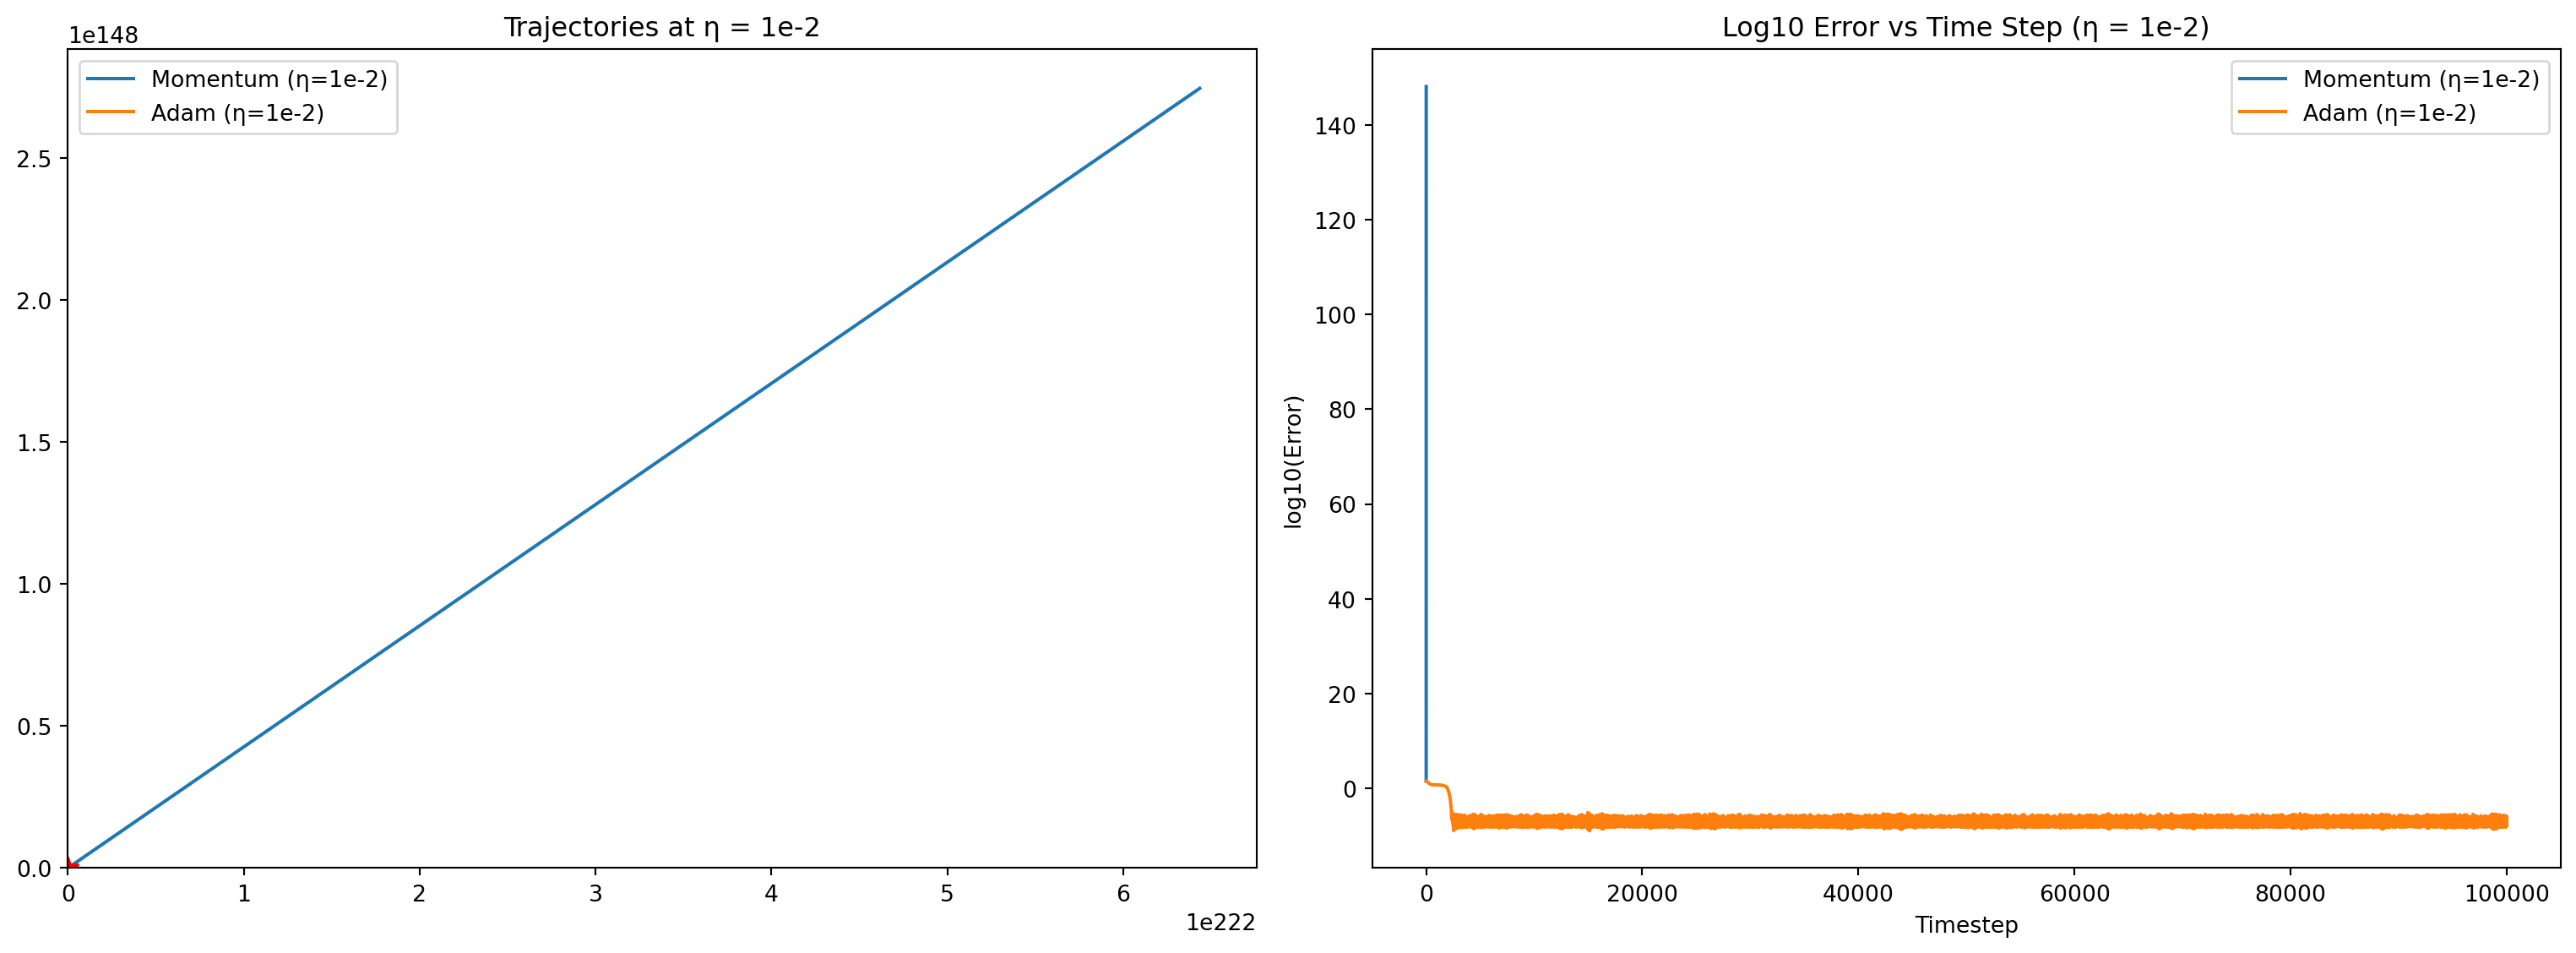 Trajectories at η = 1e-2
1e148
Momentum (η=1e-2)
Adam (η=1e-2)
2.5
2.0
1.5
1.0
0.5
0.0
0 1 2 3 4 5 6
1e222
Log10 Error vs Time Step (η = 1e-2)
Momentum (η=1e-2)
Adam (η=1e-2)
log10(Error)
140
120
100
80
60
40
20
0
0 20000 40000 60000 80000 100000
Timestep